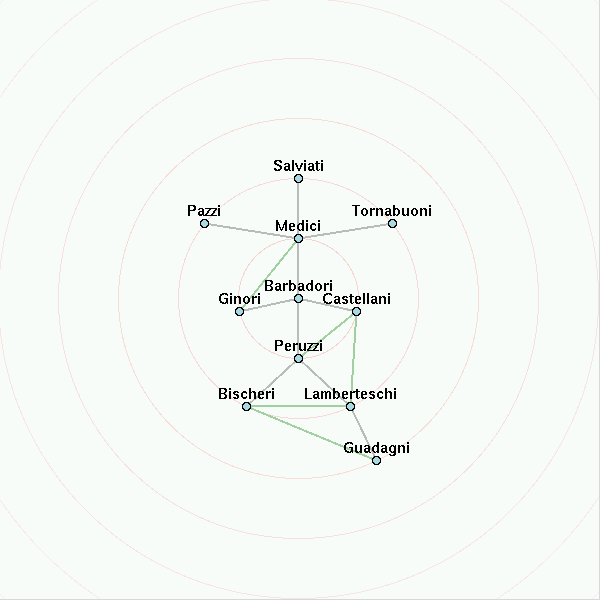 Salviati
Pazzi
Tornabuoni
Medici
Barbadori
Ginori
Castellani
Peruzzi
Bischeri
Lamberteschi
Guadagni